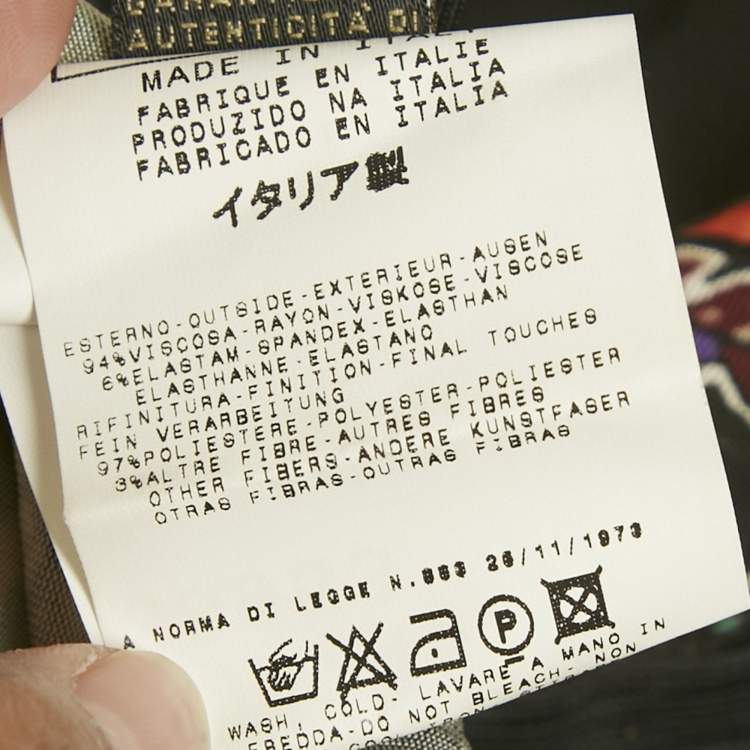 GARANZIA
AUTENTICITÀ DI
MADE IN ITALY
FABRIQUE EN ITALIE
PRODUZIDO NA ITALIA
FABRICADO EN ITALIA
イタリア製
ESTERNO-OUTSIDE-EXTERIEUR-AUSEN
94%VISCOSA-RAYON-VISKOSE-VISCOSE
6%ELASTAM-SPANDEX-ELASTHAN
ELASTHANNE-ELASTANO
RIFINITURA-FINITION-FINAL TOUCHES
FEIN VERARBEITUNG
97%POLIESTERE-POLYESTER-POLIESTER
3%ALTRE FIBRE-AUTRES FIBRES
OTHER FIBERS-ANDERE KUNSTFASER
OTRAS FIBRAS-OUTRAS FIBRAS
A NORMA DI LEGGE N.883 26/11/1973
P
WASH, COLD- LAVARE A MANO IN
FREDDA-DO NOT BLEACH-NON